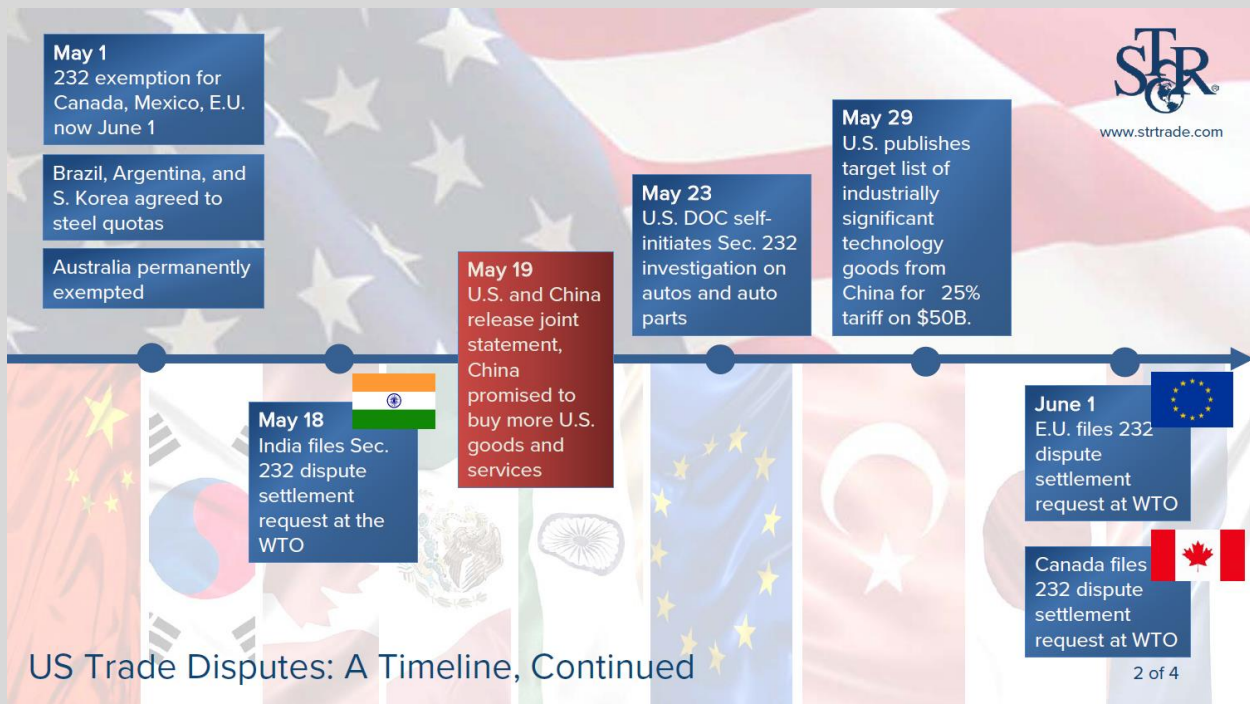 May 1
232 exemption for
Canada, Mexico, E.U.
now June 1
Brazil, Argentina, and
S. Korea agreed to
steel quotas
Australia permanently
exempted
May 18
India files Sec.
232 dispute
settlement
request at the
WTO
May 19
U.S. and China
release joint
statement,
China
promised to
buy more U.S.
goods and
services
May 23
U.S. DOC self-
initiates Sec. 232
investigation on
autos and auto
parts
May 29
U.S. publishes
target list of
industrially
significant
technology
goods from
China for 25%
tariff on $50B.
STR
www.strtrade.com
June 1
E.U. files 232
dispute
settlement
request at WTO
Canada files
232 dispute
settlement
request at WTO
US Trade Disputes: A Timeline, Continued
2 of 4